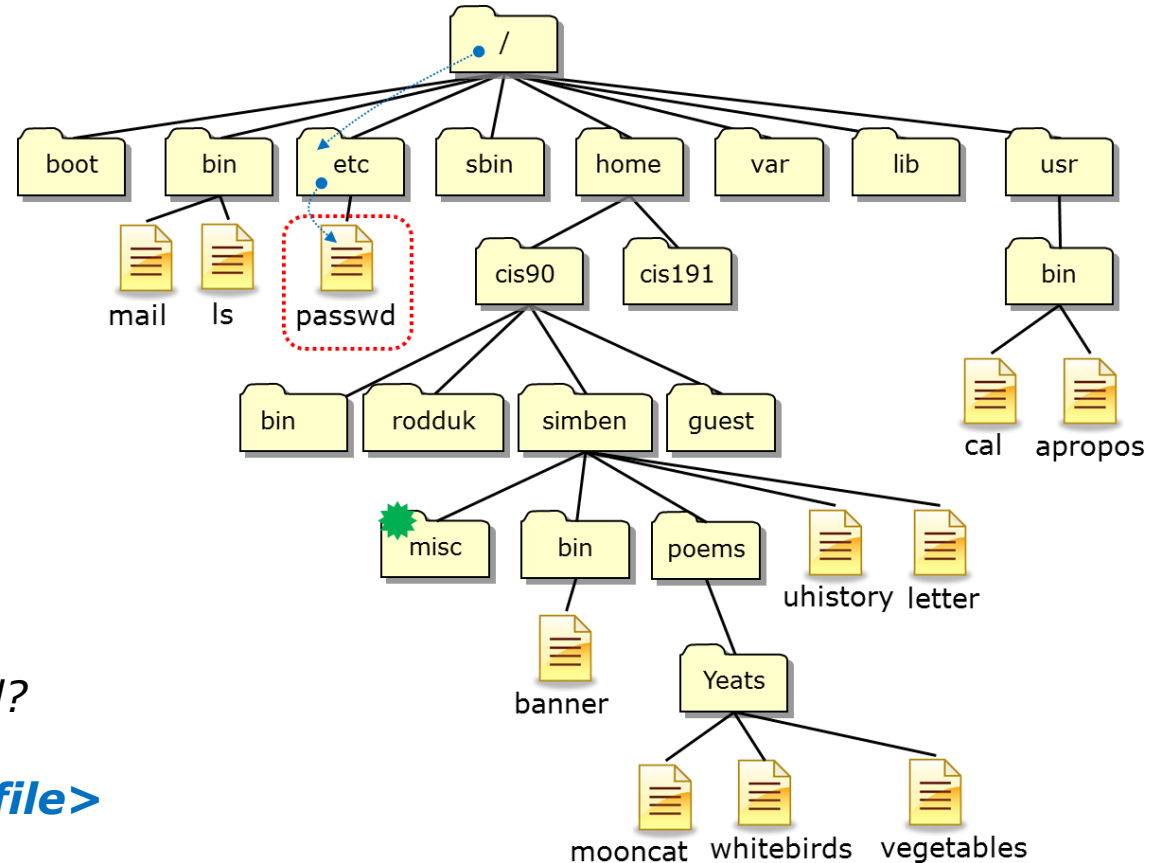 /
boot bin etc sbin home var lib usr
mail ls passwd
cis90 cis191 bin
bin rodduk simben guest
cal apropos
misc bin poems
uhistory letter
banner
Yeats
l?
file>
mooncat whitebirds vegetables